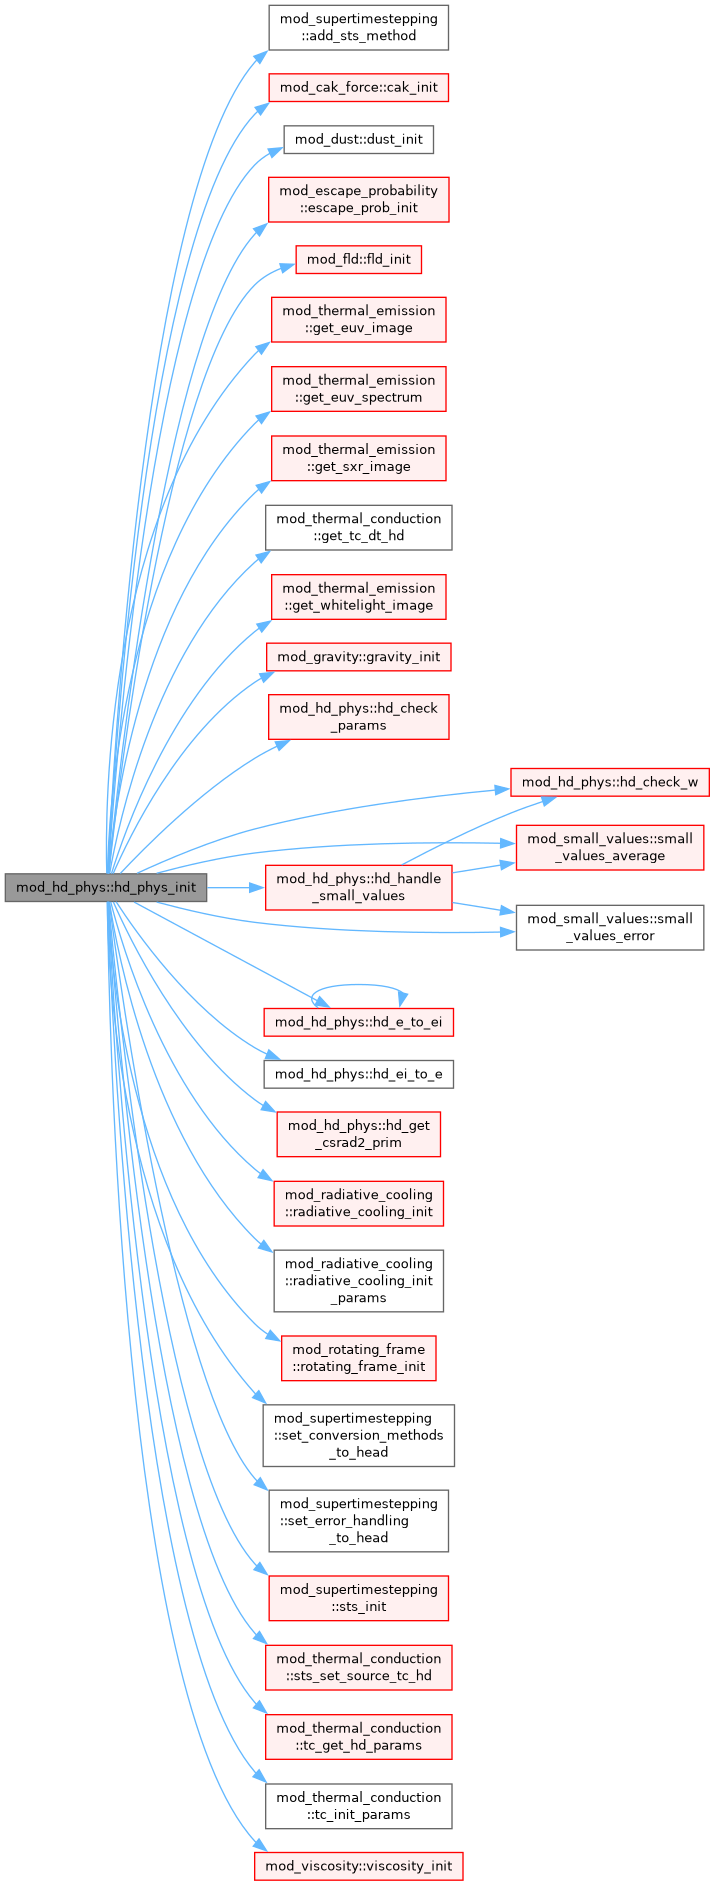 mod_supertimestepping
::add_sts_method
mod_cak_force::cak_init
mod_dust::dust_init
mod_escape_probability
::escape_prob_init
mod_fld::fld_init
mod_thermal_emission
::get_euv_image
mod_thermal_emission
::get_euv_spectrum
mod_thermal_emission
::get_sxr_image
mod_thermal_conduction
::get_tc_dt_hd
mod_thermal_emission
::get_whitelight_image
mod_gravity::gravity_init
mod_hd_phys::hd_check
_params
mod_hd_phys::hd_check_w
mod_small_values::small
_values_average
mod_hd_phys::hd_phys_init
mod_hd_phys::hd_handle
_small_values
mod_small_values::small
_values_error
mod_hd_phys::hd_e_to_ei
mod_hd_phys::hd_ei_to_e
mod_hd_phys::hd_get
_csrad2_prim
mod_radiative_cooling
::radiative_cooling_init
mod_radiative_cooling
::radiative_cooling_init
_params
mod_rotating_frame
::rotating_frame_init
mod_supertimestepping
::set_conversion_methods
_to_head
mod_supertimestepping
::set_error_handling
_to_head
mod_supertimestepping
::sts_init
mod_thermal_conduction
::sts_set_source_tc_hd
mod_thermal_conduction
::tc_get_hd_params
mod_thermal_conduction
::tc_init_params
mod_viscosity::viscosity_init